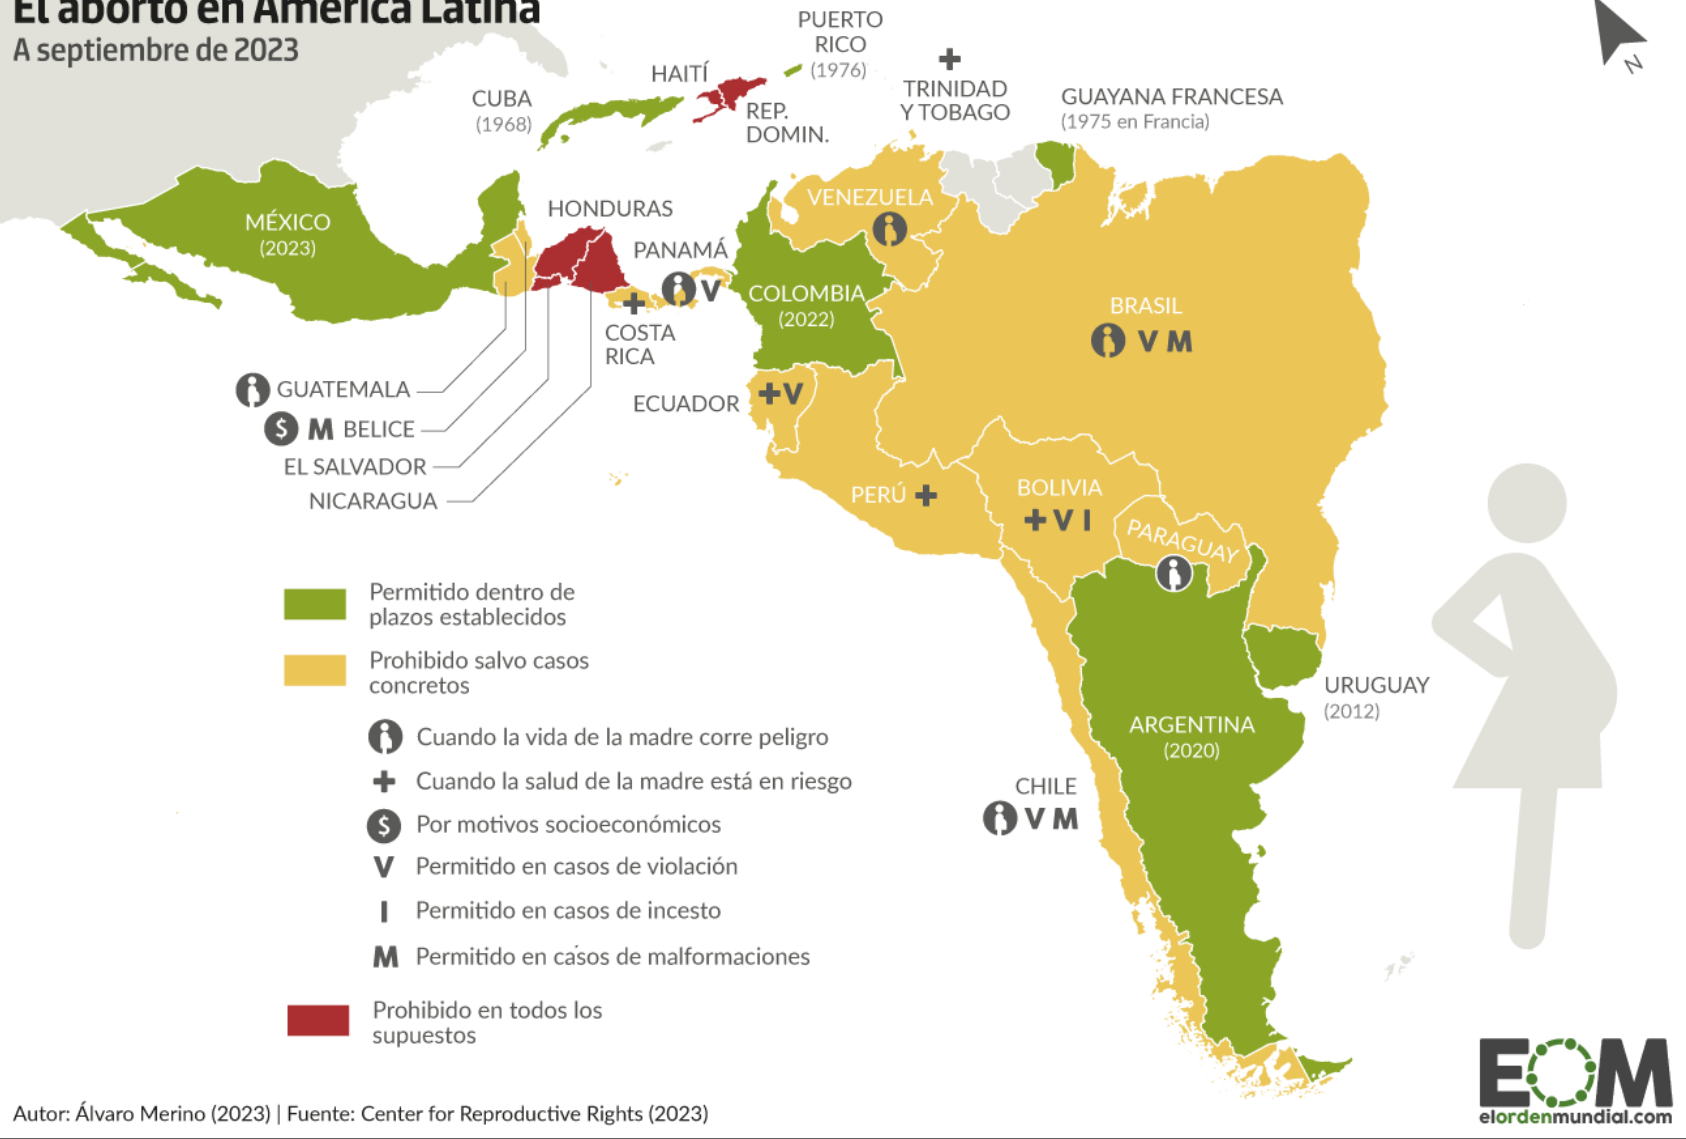 El aborto en América Latina
A septiembre de 2023
PUERTO
RICO
(1976)
HAITÍ
CUBA
(1968)
REP.
DOMIN.
TRINIDAD
Y TOBAGO
GUAYANA FRANCESA
(1975 en Francia)
MÉXICO
(2023)
HONDURAS
PANAMÁ
V
VENEZUELA
COLOMBIA
(2022)
COSTA
RICA
BRASIL
V M
GUATEMALA
$ M BELICE
EL SALVADOR
NICARAGUA
ECUADOR
+V
PERÚ +
BOLIVIA
+ V I
PARAGUAY
URUGUAY
(2012)
ARGENTINA
(2020)
CHILE
V M
Permitido dentro de
plazos establecidos
Prohibido salvo casos
concretos
Cuando la vida de la madre corre peligro
+ Cuando la salud de la madre está en riesgo
$ Por motivos socioeconómicos
V Permitido en casos de violación
I Permitido en casos de incesto
M Permitido en casos de malformaciones
Prohibido en todos los
supuestos
N
Autor: Álvaro Merino (2023) | Fuente: Center for Reproductive Rights (2023)
EOM
elordenmundial.com